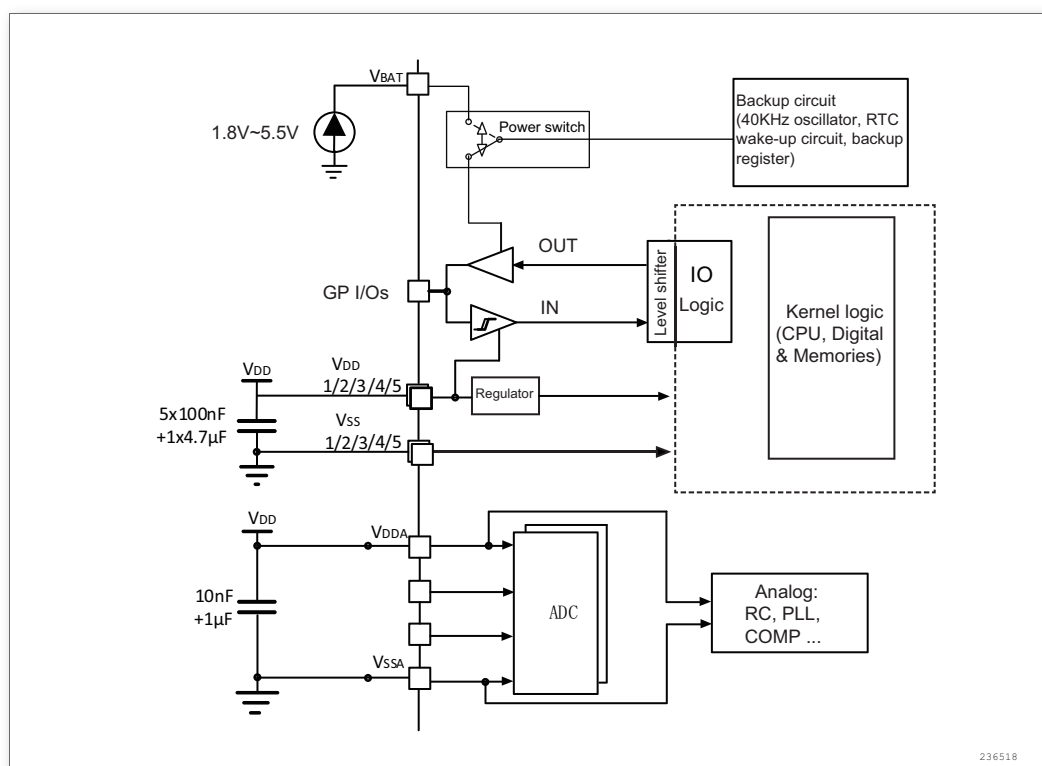 VBAT
1.8V~5.5V
Power switch
Backup circuit
(40KHz oscillator, RTC
wake-up circuit, backup
register)
OUT
GP I/Os
IN
Level shifter
IO
Logic
Kernel logic
(CPU, Digital
& Memories)
VDD
VDD
1/2/3/4/5
Regulator
5x100nF
+1x4.7µF
VSS
1/2/3/4/5
VDD
VDDA
10nF
+1µF
ADC
Analog:
RC, PLL,
COMP ...
VSSA
236518